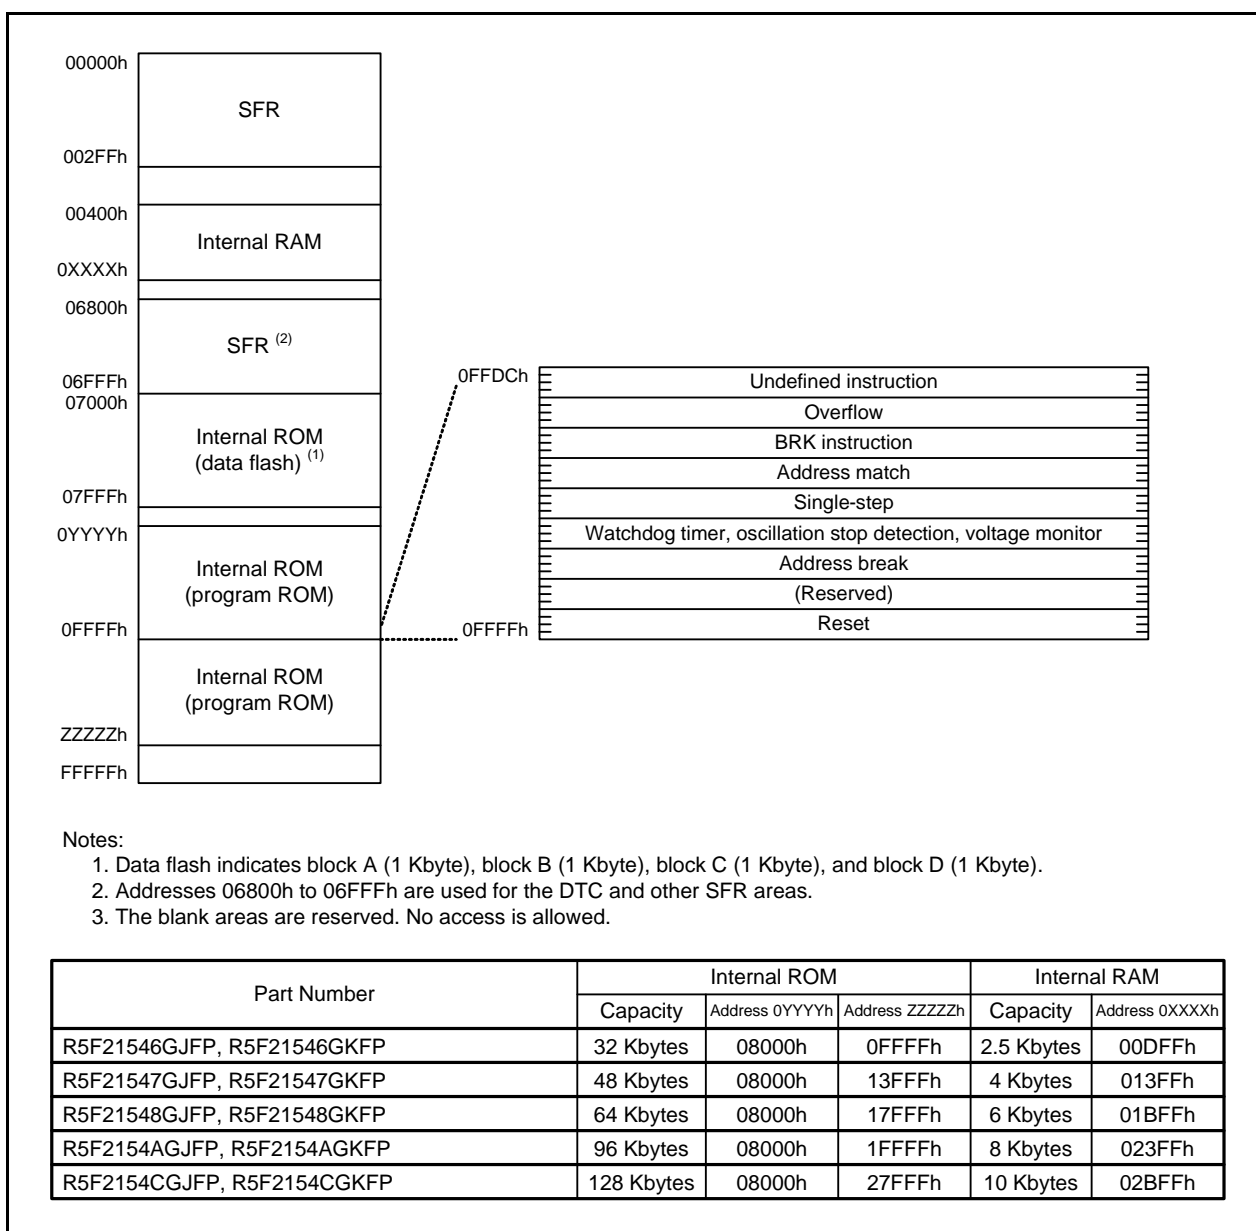 00000h
SFR
002FFh
00400h
Internal RAM
0XXXXh
06800h
SFR (2)
06FFFh
07000h
Internal ROM
(data flash) (1)
07FFFh
0YYYYh
Internal ROM
(program ROM)
0FFFFh
Internal ROM
(program ROM)
ZZZZZh
FFFFFh
0FFDCh
Undefined instruction
Overflow
BRK instruction
Address match
Single-step
Watchdog timer, oscillation stop detection, voltage monitor
Address break
(Reserved)
0FFFFh
Reset
Notes:
1. Data flash indicates block A (1 Kbyte), block B (1 Kbyte), block C (1 Kbyte), and block D (1 Kbyte).
2. Addresses 06800h to 06FFFh are used for the DTC and other SFR areas.
3. The blank areas are reserved. No access is allowed.
Part Number Internal ROM Internal RAM
Capacity Address 0YYYYh Address ZZZZZh Capacity Address 0XXXXh
R5F21546GJFP, R5F21546GKFP 32 Kbytes 08000h 0FFFFh 2.5 Kbytes 00DFFh
R5F21547GJFP, R5F21547GKFP 48 Kbytes 08000h 13FFFh 4 Kbytes 013FFh
R5F21548GJFP, R5F21548GKFP 64 Kbytes 08000h 17FFFh 6 Kbytes 01BFFh
R5F2154AGJFP, R5F2154AGKFP 96 Kbytes 08000h 1FFFFh 8 Kbytes 023FFh
R5F2154CGJFP, R5F2154CGKFP 128 Kbytes 08000h 27FFFh 10 Kbytes 02BFFh